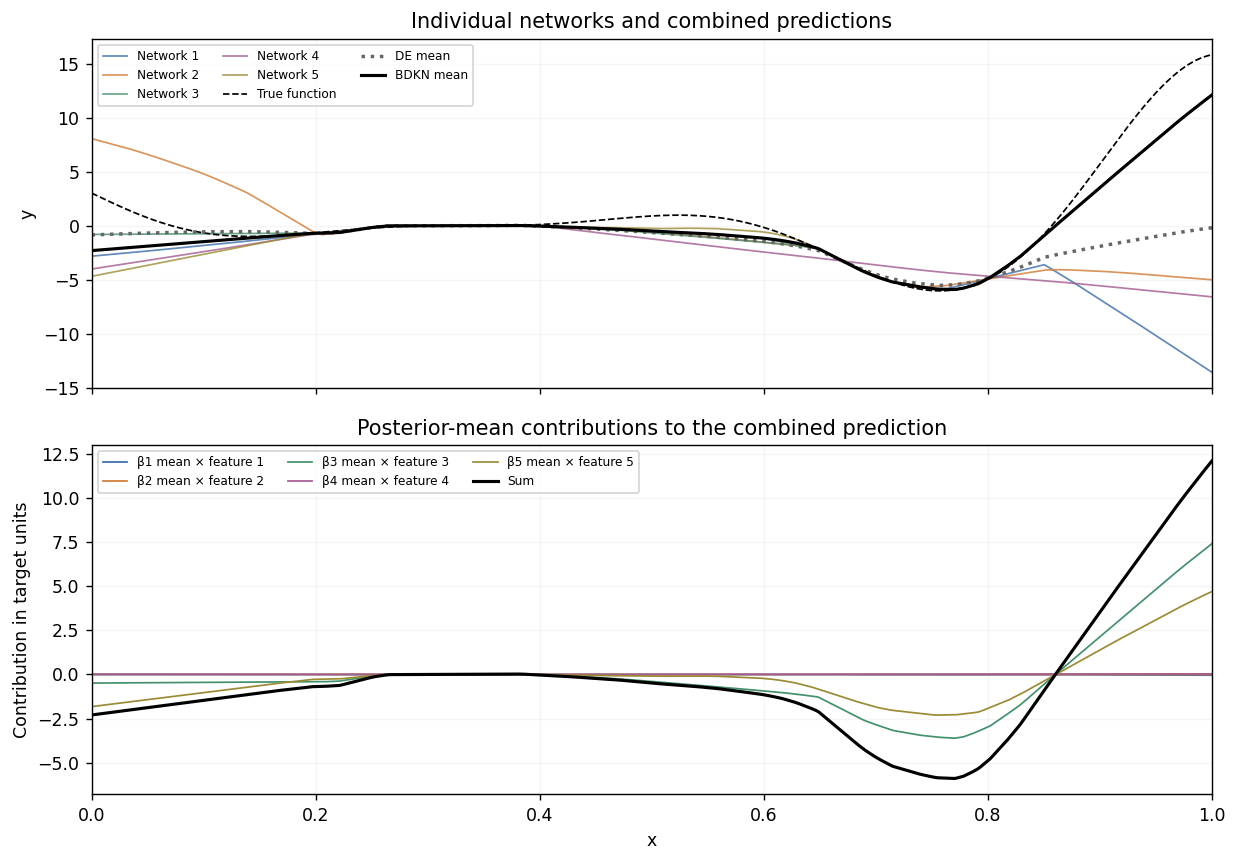 Individual networks and combined predictions
Network 1
Network 2
Network 3
Network 4
Network 5
True function
DE mean
BDKN mean
y
15
10
5
0
−5
−10
−15
Posterior-mean contributions to the combined prediction
β1 mean × feature 1
β2 mean × feature 2
β3 mean × feature 3
β4 mean × feature 4
β5 mean × feature 5
Sum
Contribution in target units
12.5
10.0
7.5
5.0
2.5
0.0
−2.5
−5.0
0.0 0.2 0.4 0.6 0.8 1.0
x